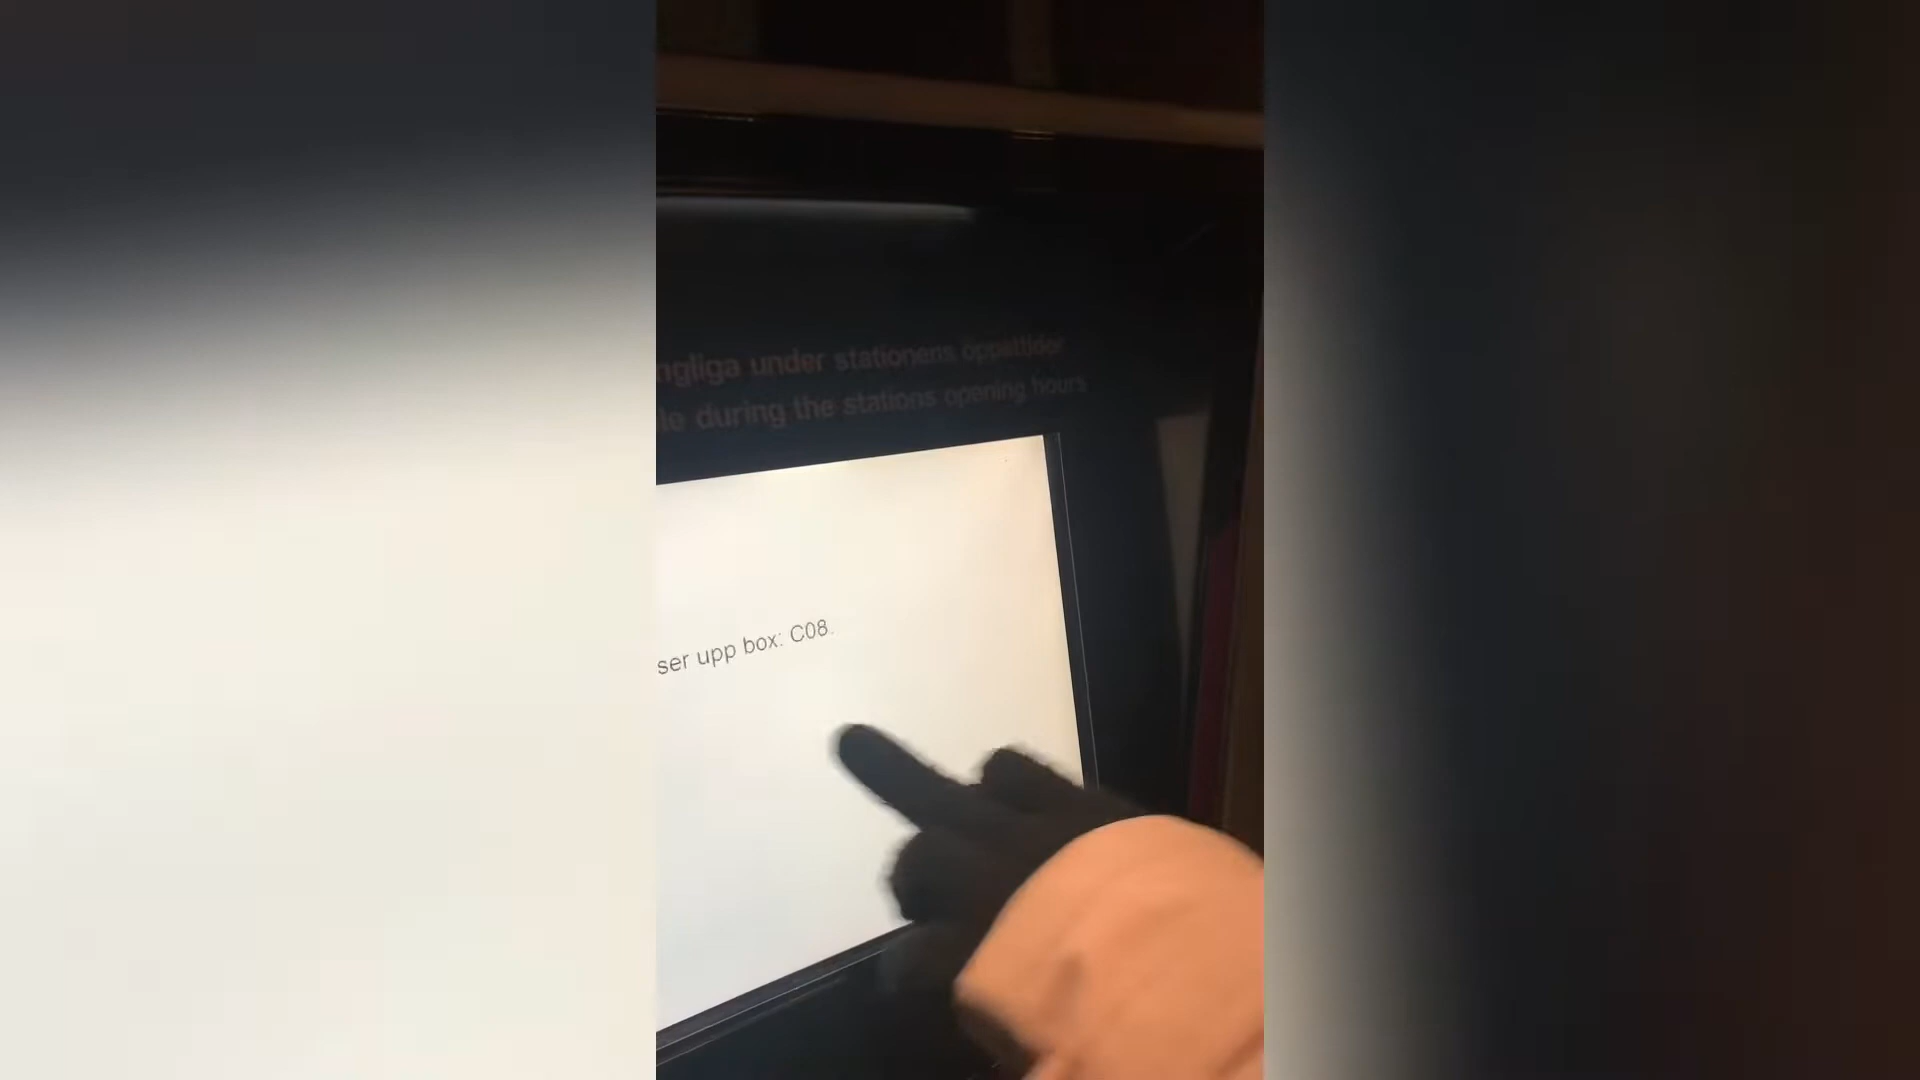 ngliga under stationens öppettider
le during the stations opening hours
ser upp box: C08.